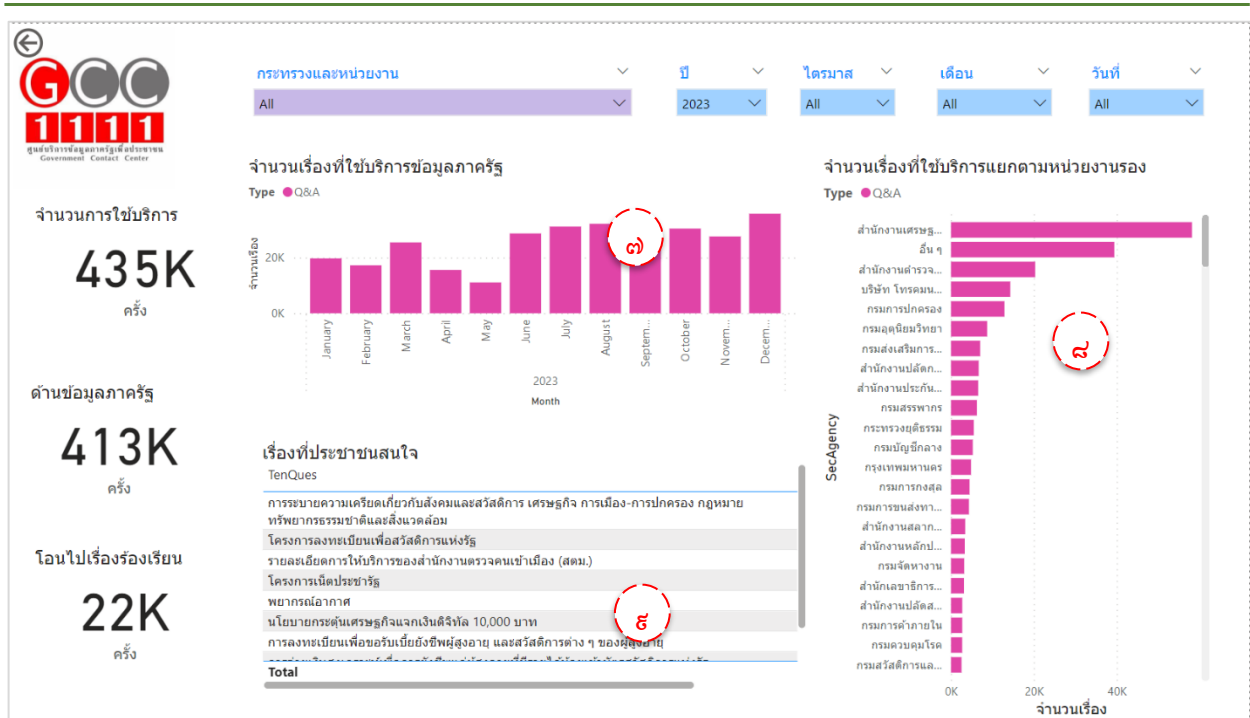 GCC
1111
ศูนย์บริการข้อมูลภาครัฐเพื่อประชาชน
Government Contact Center
กระทรวงและหน่วยงาน
All
ปี
2023
ไตรมาส
All
เดือน
All
วันที่
All
จำนวนการใช้บริการ
435K
ครั้ง
ด้านข้อมูลภาครัฐ
413K
ครั้ง
โอนไปเรื่องร้องเรียน
22K
ครั้ง
จำนวนเรื่องที่ใช้บริการข้อมูลภาครัฐ
Type Q&A
จำนวนเรื่อง
20K
0K
January
February
March
April
May
June
July
August
Septem...
October
Novem...
Decem...
2023
Month
๗
เรื่องที่ประชาชนสนใจ
TenQues
การระบายความเครียดเกี่ยวกับสังคมและสวัสดิการ เศรษฐกิจ การเมือง-การปกครอง กฎหมาย
ทรัพยากรธรรมชาติและสิ่งแวดล้อม
โครงการลงทะเบียนเพื่อสวัสดิการแห่งรัฐ
รายละเอียดการให้บริการของสำนักงานตรวจคนเข้าเมือง (สตม.)
โครงการเน็ตประชารัฐ
พยากรณ์อากาศ
นโยบายกระตุ้นเศรษฐกิจแจกเงินดิจิทัล 10,000 บาท
การลงทะเบียนเพื่อขอรับเบี้ยยังชีพผู้สูงอายุ และสวัสดิการต่าง ๆ ของผู้สูงอายุ
Total
๙
จำนวนเรื่องที่ใช้บริการแยกตามหน่วยงานรอง
Type Q&A
SecAgency
สำนักงานเศรษฐ...
อื่น ๆ
สำนักงานตำรวจ...
บริษัท โทรคมน...
กรมการปกครอง
กรมอุตุนิยมวิทยา
กรมส่งเสริมการ...
สำนักงานปลัดก...
สำนักงานประกัน...
กรมสรรพากร
กระทรวงยุติธรรม
กรมบัญชีกลาง
กรุงเทพมหานคร
กรมการกงสุล
กรมการขนส่งทา...
สำนักงานสลาก...
สำนักงานหลักป...
กรมจัดหางาน
สำนักเลขาธิการ...
สำนักงานปลัดส...
กรมการค้าภายใน
กรมควบคุมโรค
กรมสวัสดิการแล...
0K
20K
40K
จำนวนเรื่อง
๘